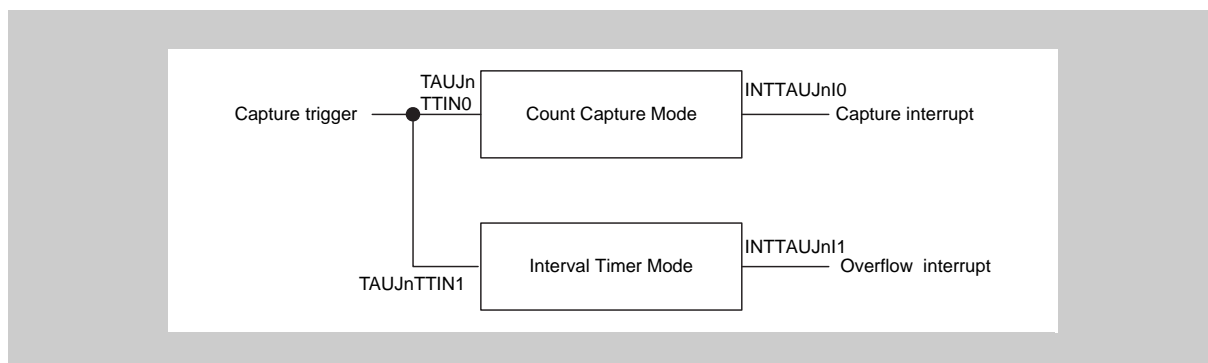 TAUJn
TTIN0
INTTAUJnI0
Capture trigger
Count Capture Mode
Capture interrupt
INTTAUJnI1
Interval Timer Mode
Overflow interrupt
TAUJnTTIN1